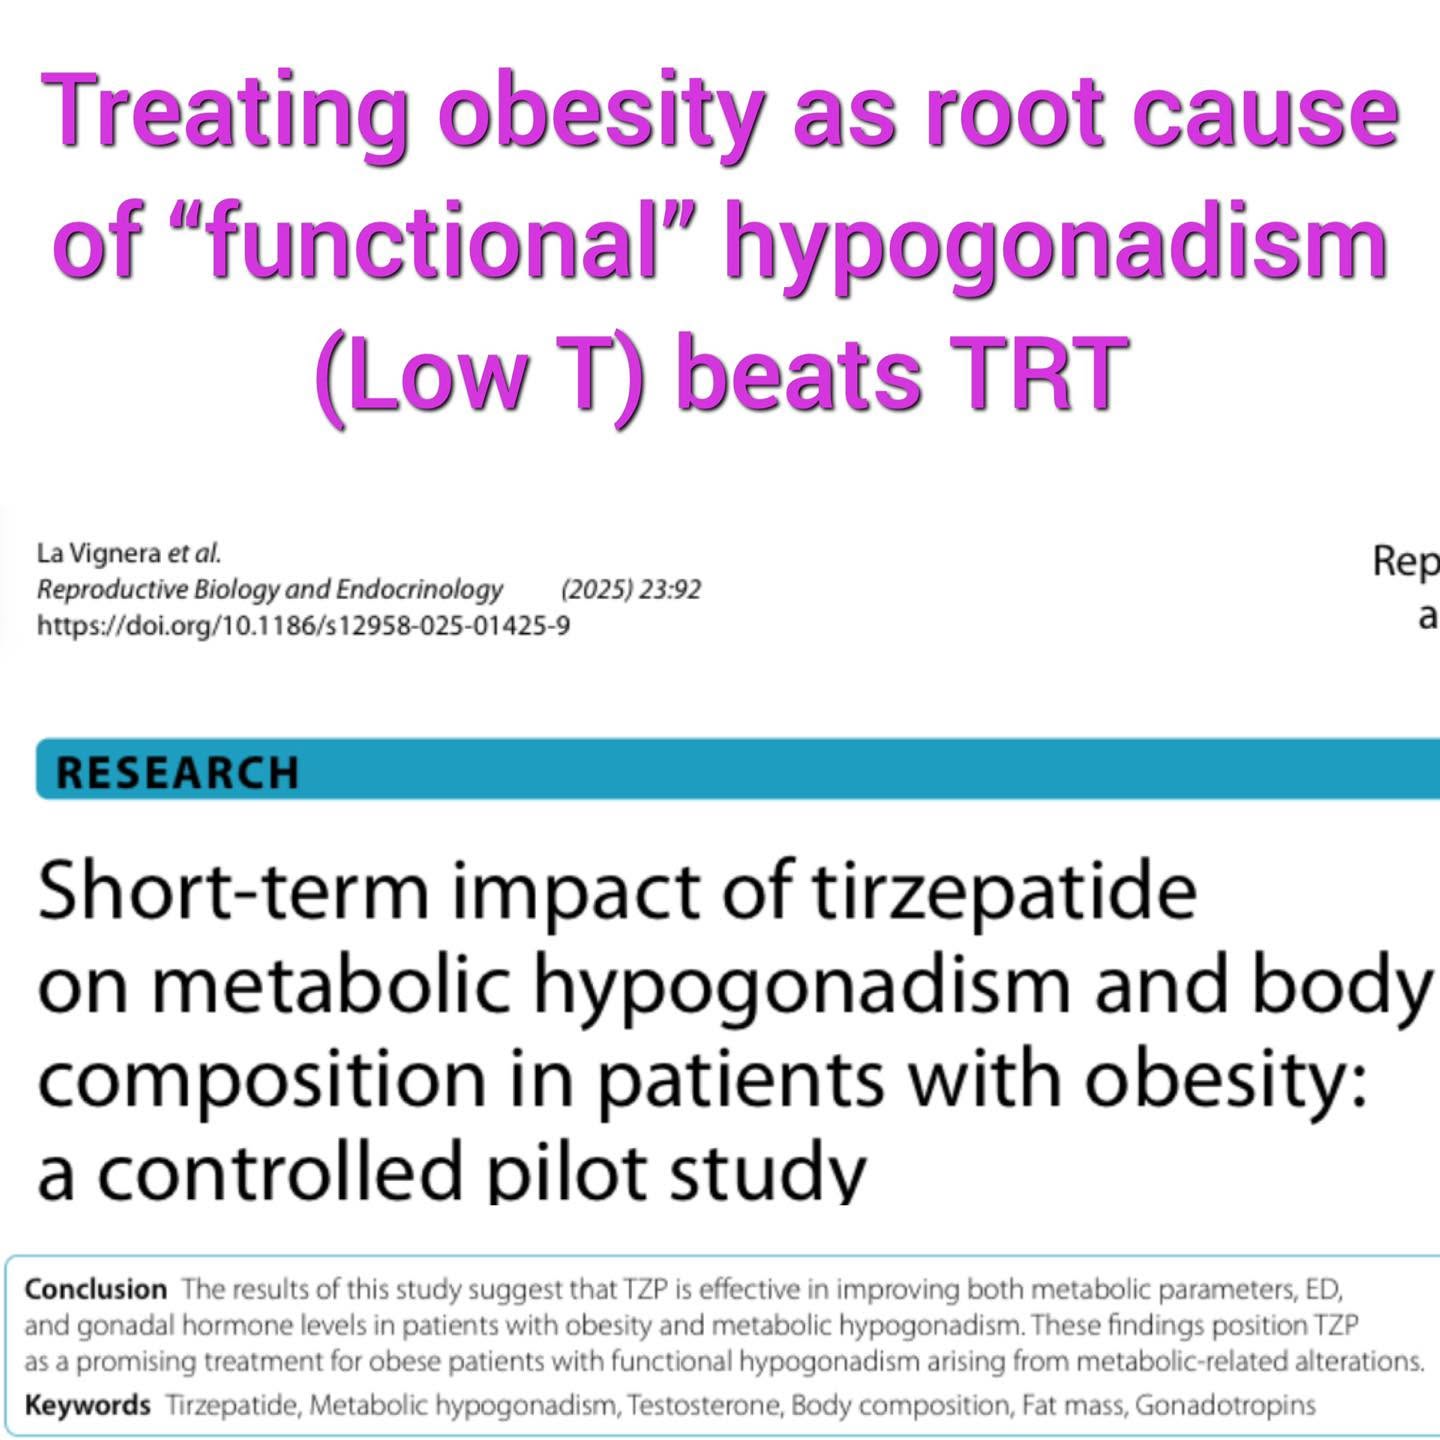 Treating obesity as root cause
of “functional” hypogonadism
(Low T) beats TRT
La Vignera et al.
Reproductive Biology and Endocrinology (2025) 23:92
https://doi.org/10.1186/s12958-025-01425-9
Rep
a
RESEARCH
Short-term impact of tirzepatide
on metabolic hypogonadism and body
composition in patients with obesity:
a controlled pilot study
Conclusion The results of this study suggest that TZP is effective in improving both metabolic parameters, ED,
and gonadal hormone levels in patients with obesity and metabolic hypogonadism. These findings position TZP
as a promising treatment for obese patients with functional hypogonadism arising from metabolic-related alterations.
Keywords Tirzepatide, Metabolic hypogonadism, Testosterone, Body composition, Fat mass, Gonadotropins